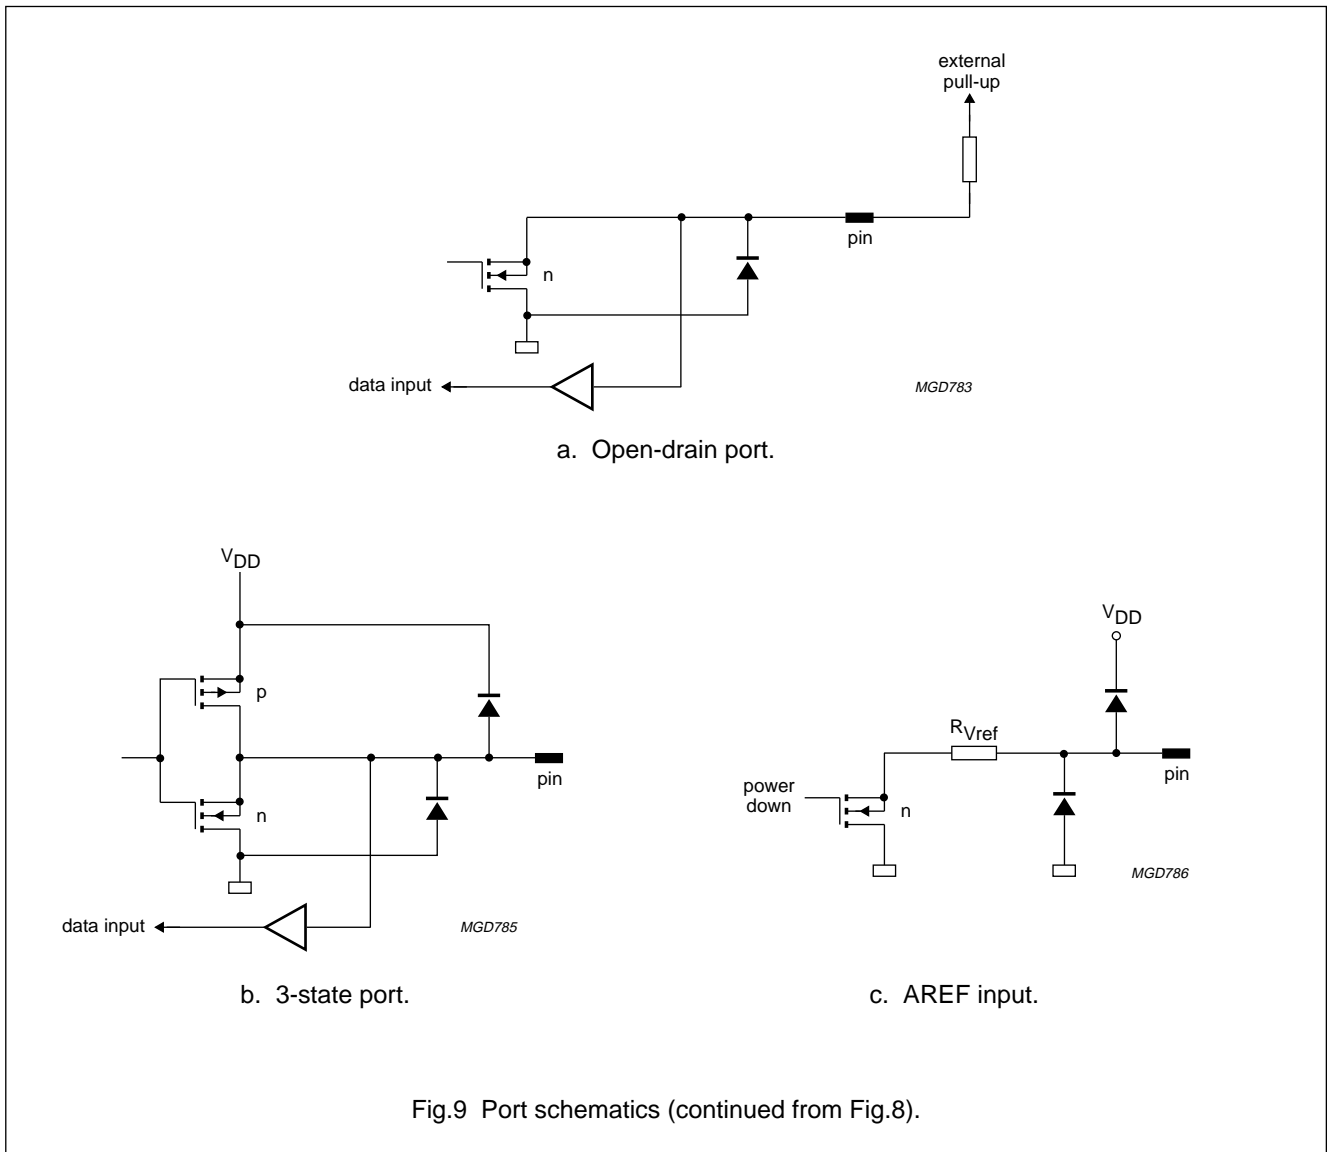 external
pull-up
pin
n
data input
MGD783
a. Open-drain port.
VDD
p
n
pin
data input
MGD785
b. 3-state port.
VDD
RVref
pin
power
down
n
MGD786
c. AREF input.
Fig.9 Port schematics (continued from Fig.8).